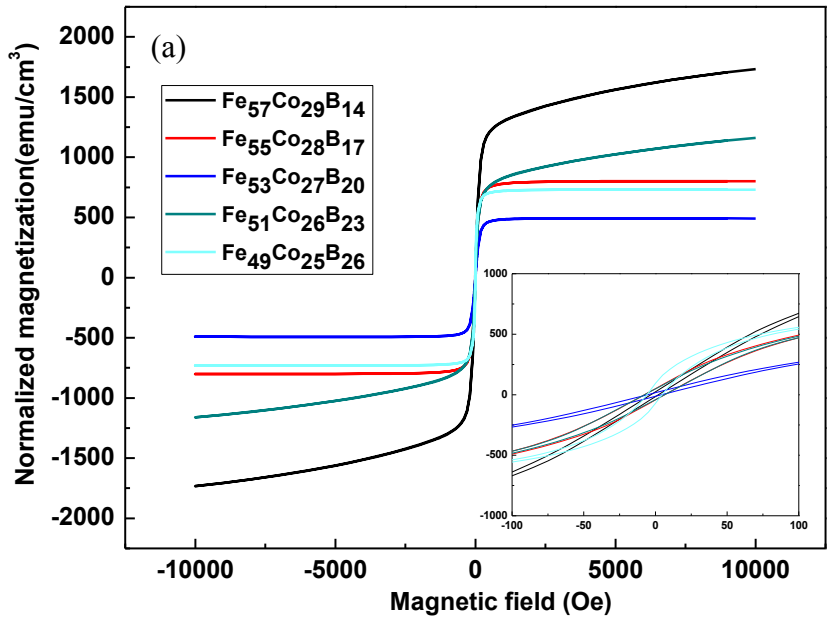 (a)
Normalized magnetization(emu/cm³)
2000
1500
1000
500
0
-500
-1000
-1500
-2000
Fe₅₇Co₂₉B₁₄
Fe₅₅Co₂₈B₁₇
Fe₅₃Co₂₇B₂₀
Fe₅₁Co₂₆B₂₃
Fe₄₉Co₂₅B₂₆
1000
500
0
-500
-1000
-100 -50 0 50 100
-10000 -5000 0 5000 10000
Magnetic field (Oe)